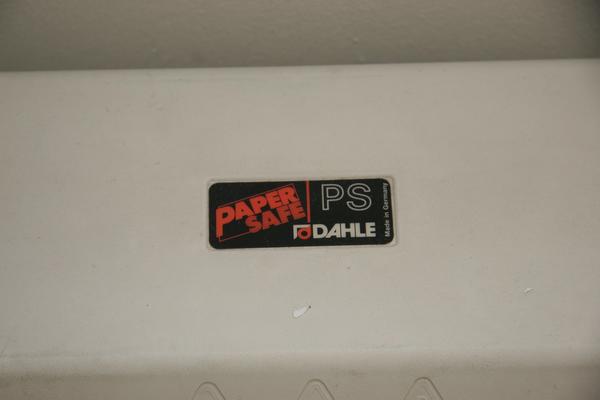 PAPER SAFE
PS
DAHLE
Made in Germany